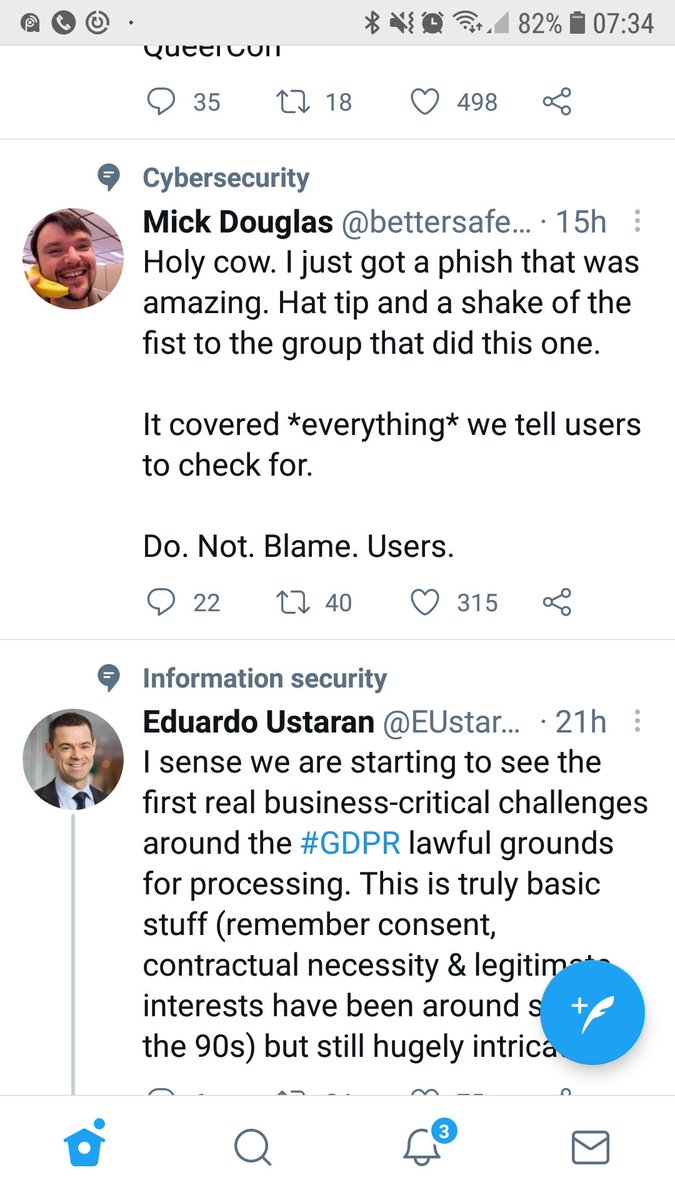 82% 07:34
QueerCon
35 18 498
Cybersecurity
Mick Douglas @bettersafe... · 15h
Holy cow. I just got a phish that was
amazing. Hat tip and a shake of the
fist to the group that did this one.
It covered *everything* we tell users
to check for.
Do. Not. Blame. Users.
22 40 315
Information security
Eduardo Ustaran @EUstar... · 21h
I sense we are starting to see the
first real business-critical challenges
around the #GDPR lawful grounds
for processing. This is truly basic
stuff (remember consent,
contractual necessity & legitimate
interests have been around s
the 90s) but still hugely intrica
3